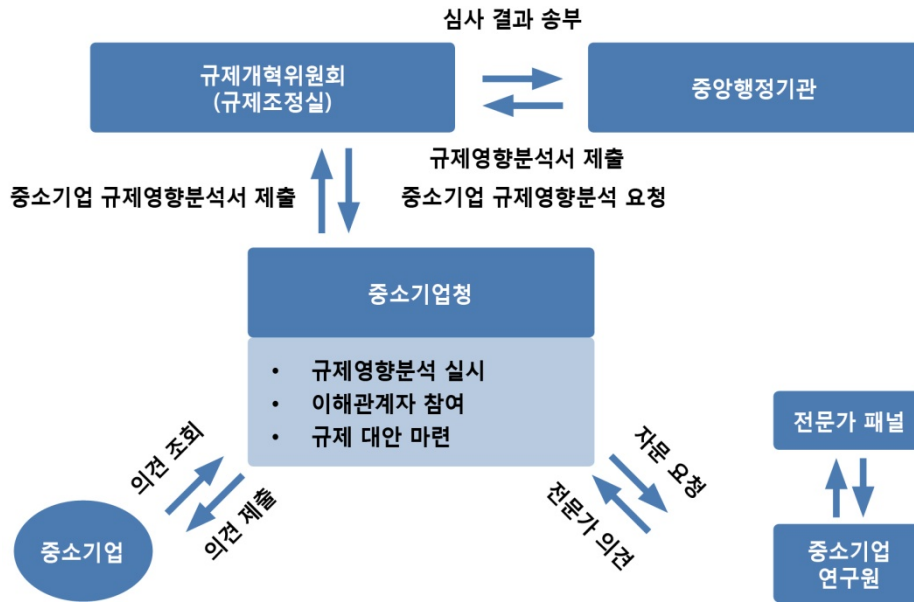 심사 결과 송부
규제개혁위원회
(규제조정실)
중앙행정기관
규제영향분석서 제출
중소기업 규제영향분석서 제출
중소기업 규제영향분석 요청
중소기업청
• 규제영향분석 실시
• 이해관계자 참여
• 규제 대안 마련
의견 조회
의견 제출
중소기업
자문 요청
전문가 의견
전문가 패널
중소기업
연구원